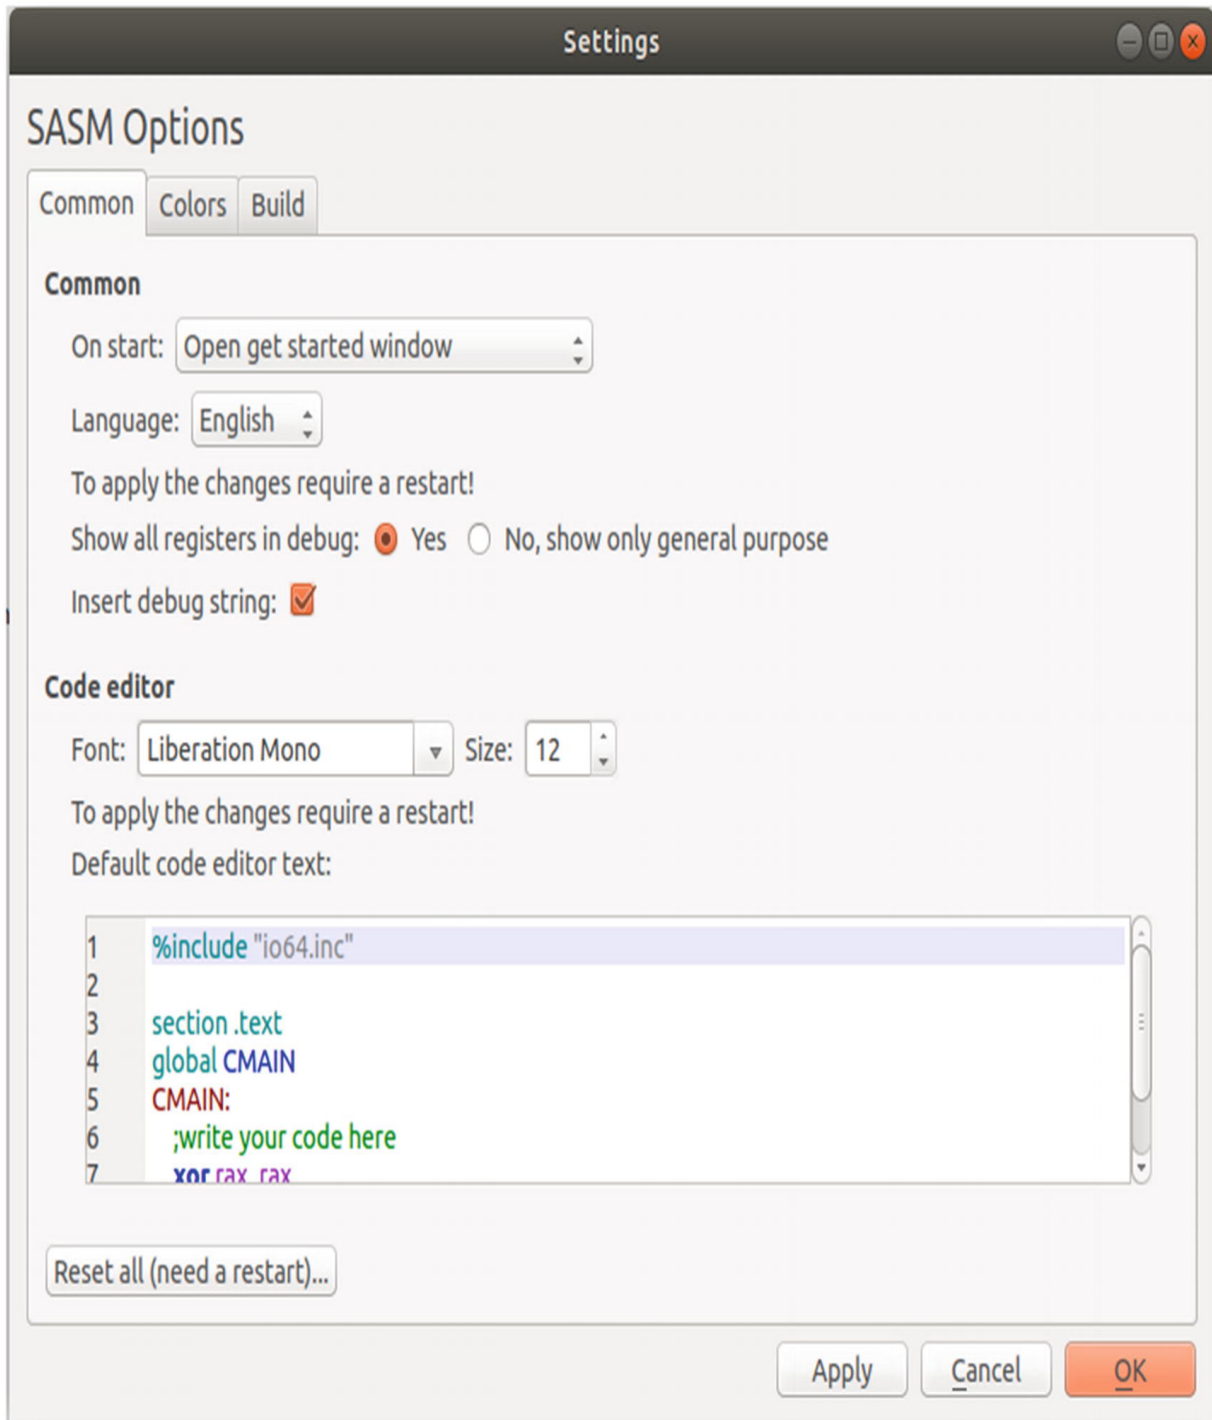 Settings
SASM Options
Common Colors Build
Common
On start: Open get started window
Language: English
To apply the changes require a restart!
Show all registers in debug: Yes No, show only general purpose
Insert debug string:
Code editor
Font: Liberation Mono Size: 12
To apply the changes require a restart!
Default code editor text:
1 %include "io64.inc"
2
3 section .text
4 global CMAIN
5 CMAIN:
6 ;write your code here
7 xor rax, rax
Reset all (need a restart)...
Apply Cancel OK